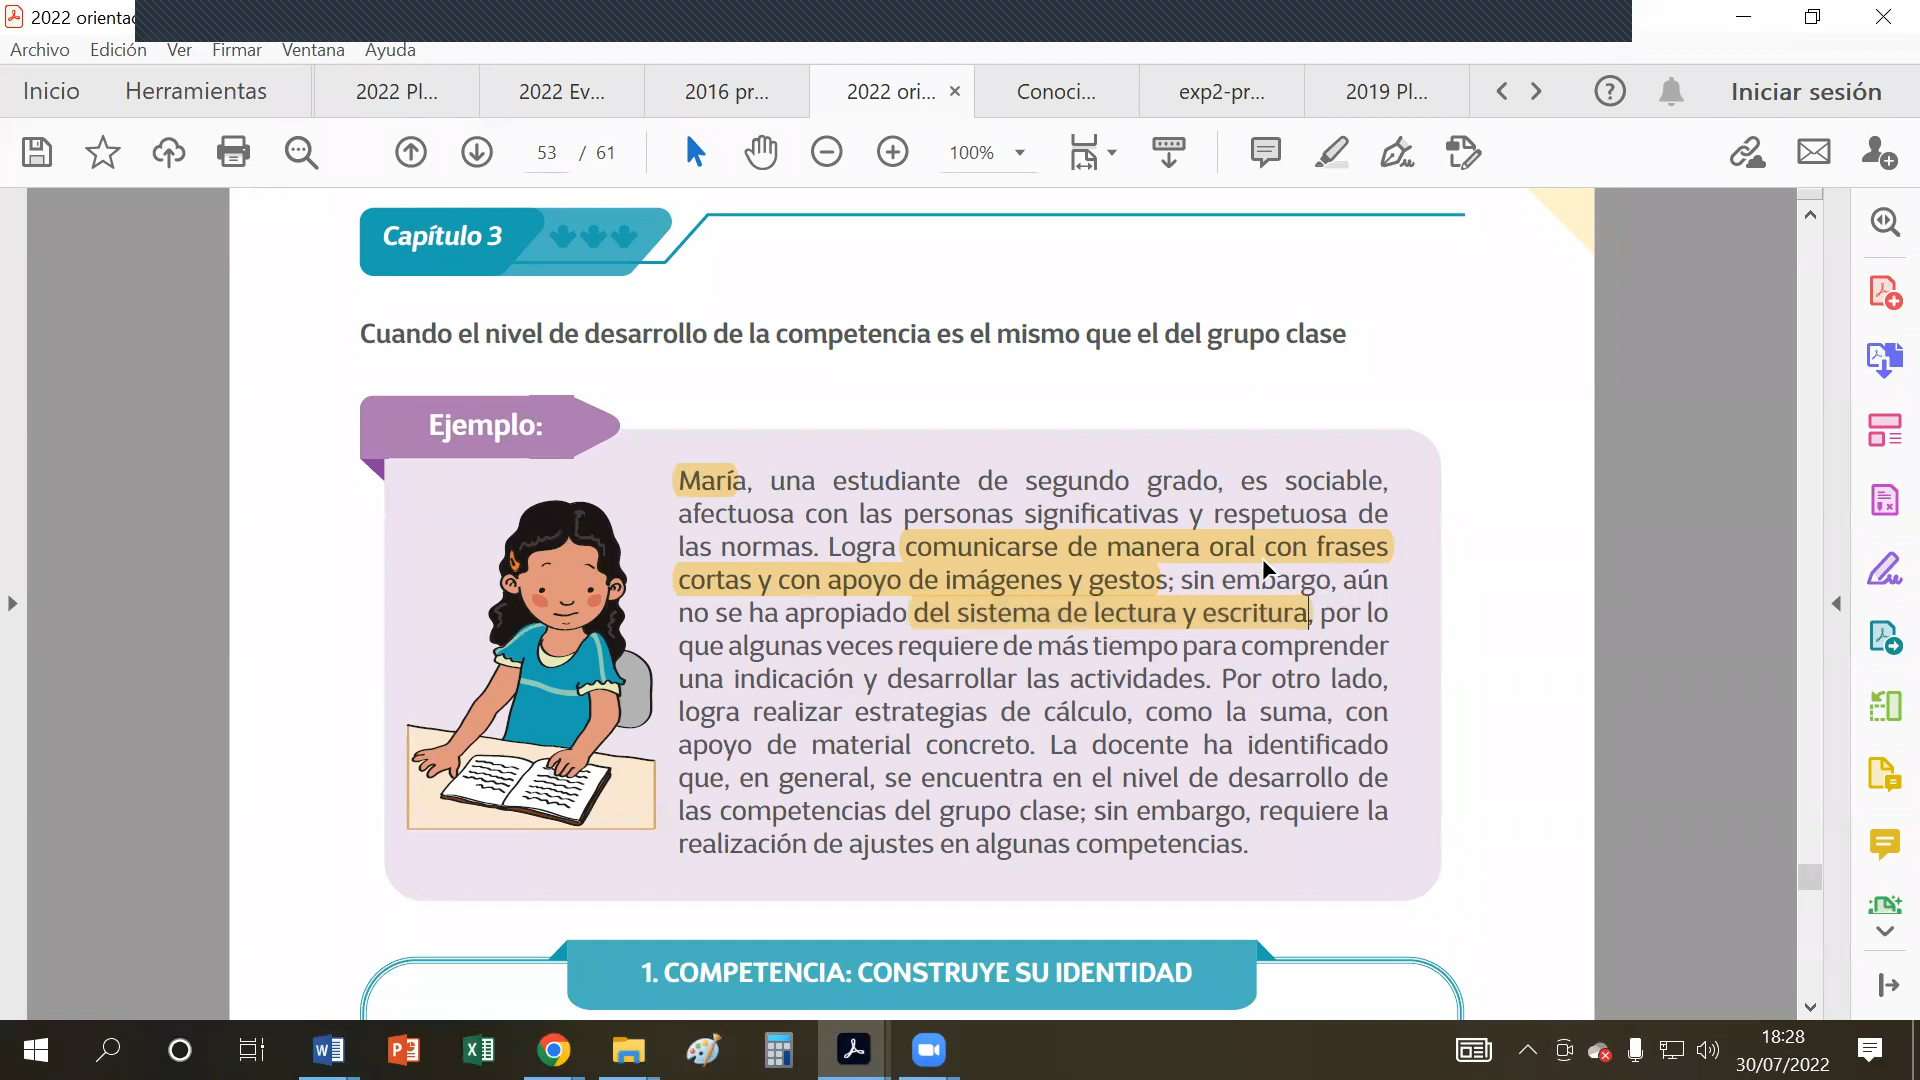 2022 orientac
Archivo Edición Ver Firmar Ventana Ayuda
Inicio Herramientas 2022 Pl... 2022 Ev... 2016 pr... 2022 ori... × Conoci... exp2-pr... 2019 Pl... Iniciar sesión
53 / 61 100%
Capítulo 3
Cuando el nivel de desarrollo de la competencia es el mismo que el del grupo clase
Ejemplo:
María, una estudiante de segundo grado, es sociable,
afectuosa con las personas significativas y respetuosa de
las normas. Logra comunicarse de manera oral con frases
cortas y con apoyo de imágenes y gestos; sin embargo, aún
no se ha apropiado del sistema de lectura y escritura, por lo
que algunas veces requiere de más tiempo para comprender
una indicación y desarrollar las actividades. Por otro lado,
logra realizar estrategias de cálculo, como la suma, con
apoyo de material concreto. La docente ha identificado
que, en general, se encuentra en el nivel de desarrollo de
las competencias del grupo clase; sin embargo, requiere la
realización de ajustes en algunas competencias.
1. COMPETENCIA: CONSTRUYE SU IDENTIDAD
18:28
30/07/2022